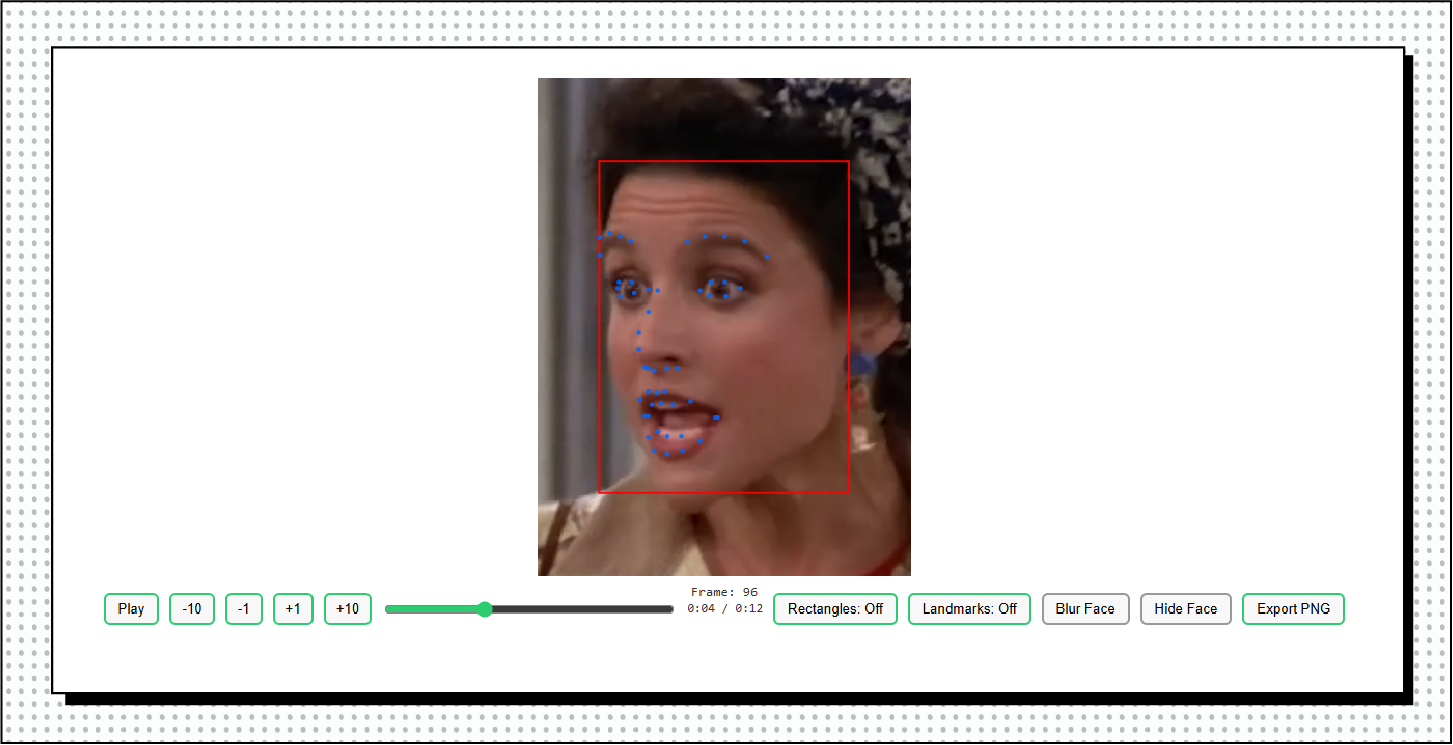 Frame: 96
Play
-10
-1
+1
+10
0:04 / 0:12
Rectangles: Off
Landmarks: Off
Blur Face
Hide Face
Export PNG